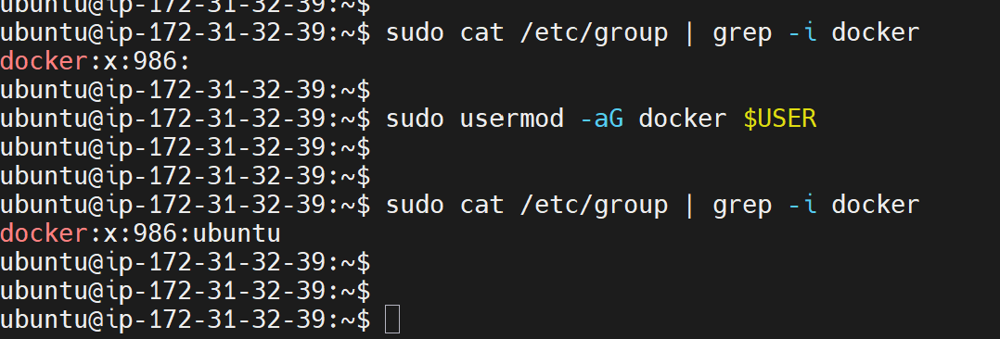 ubuntu@ip-172-31-32-39:~$
ubuntu@ip-172-31-32-39:~$ sudo cat /etc/group | grep -i docker
docker:x:986:
ubuntu@ip-172-31-32-39:~$
ubuntu@ip-172-31-32-39:~$ sudo usermod -aG docker $USER
ubuntu@ip-172-31-32-39:~$
ubuntu@ip-172-31-32-39:~$
ubuntu@ip-172-31-32-39:~$ sudo cat /etc/group | grep -i docker
docker:x:986:ubuntu
ubuntu@ip-172-31-32-39:~$
ubuntu@ip-172-31-32-39:~$
ubuntu@ip-172-31-32-39:~$